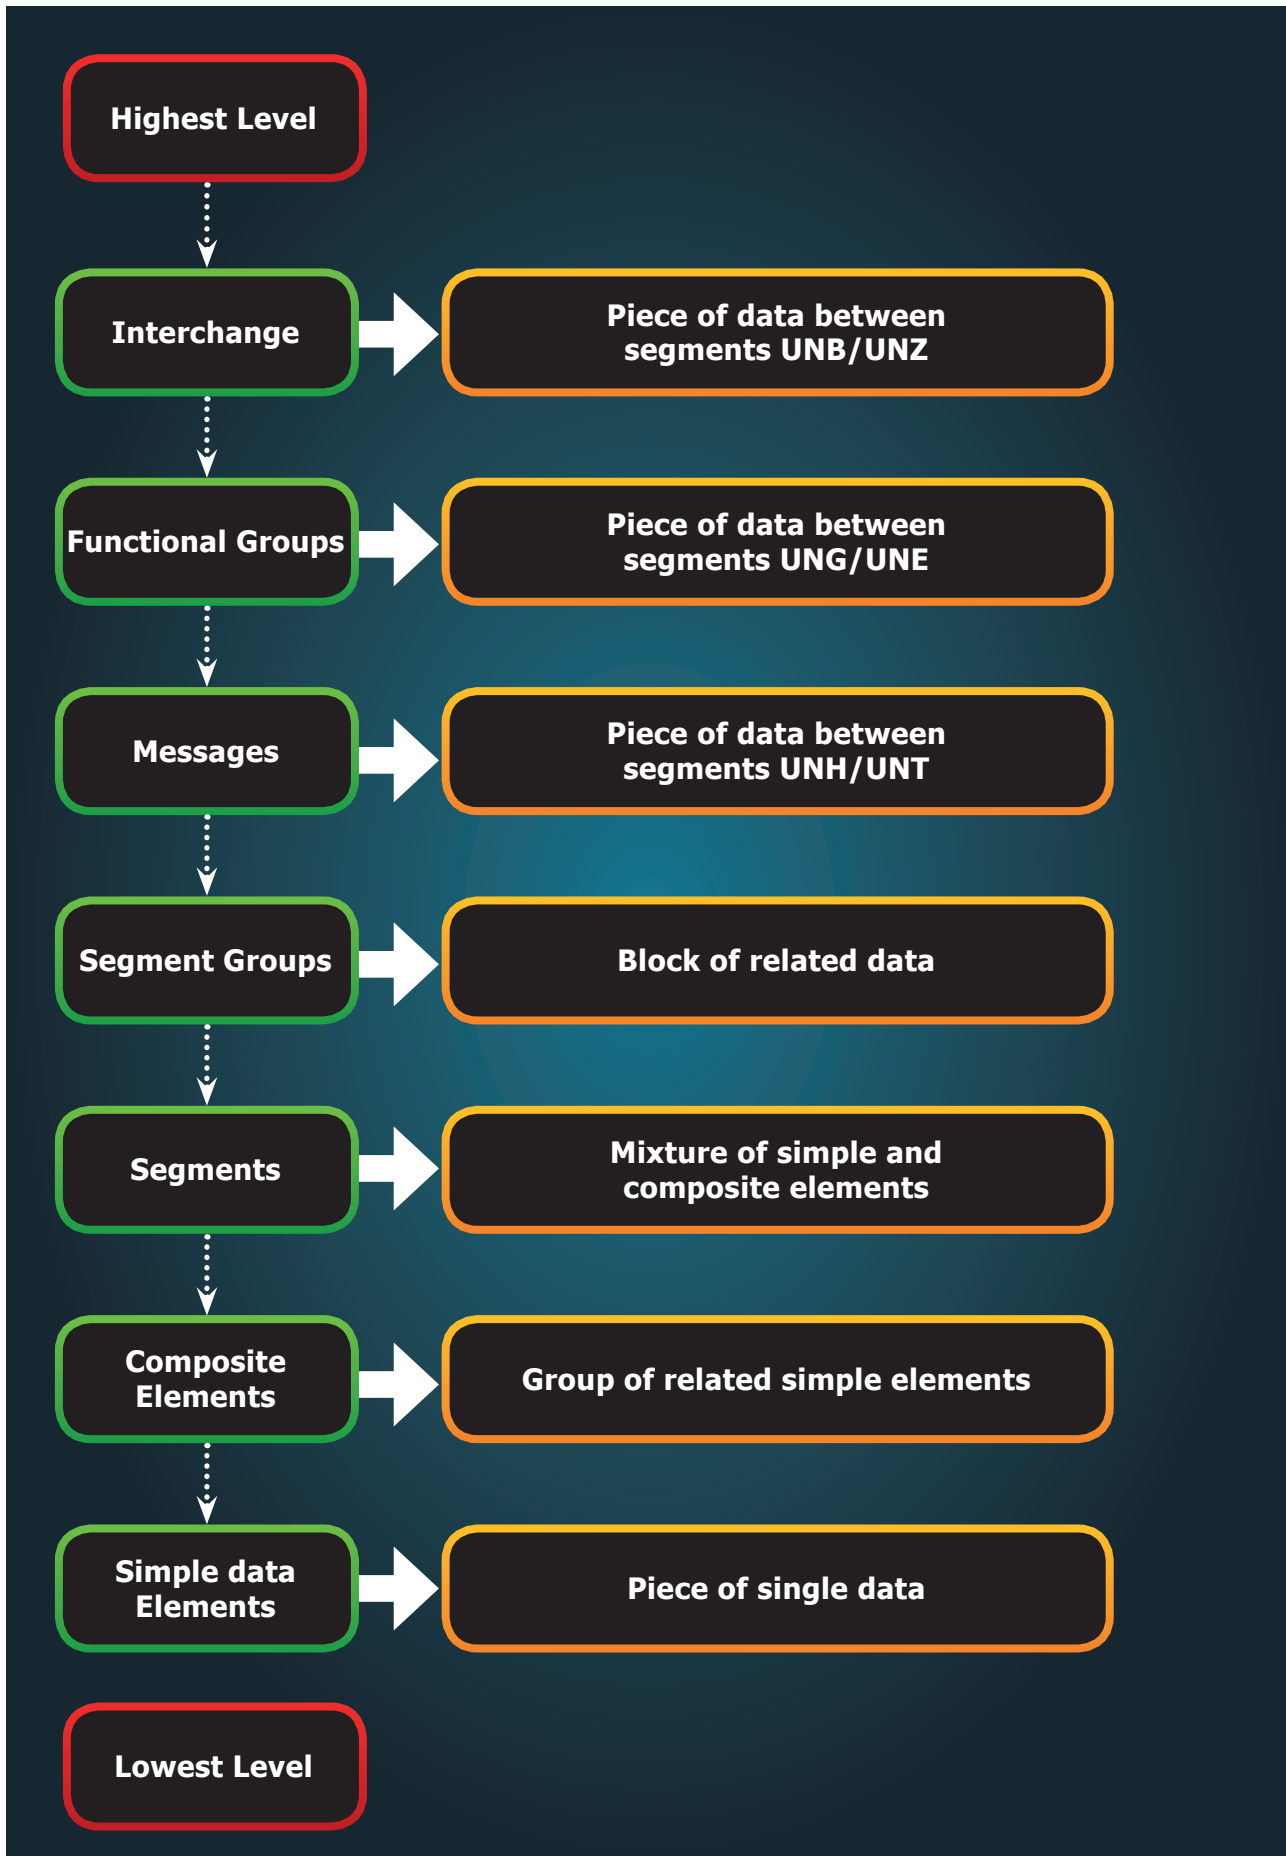 Highest Level
Interchange
Piece of data between
segments UNB/UNZ
Functional Groups
Piece of data between
segments UNG/UNE
Messages
Piece of data between
segments UNH/UNT
Segment Groups
Block of related data
Segments
Mixture of simple and
composite elements
Composite
Elements
Group of related simple elements
Simple data
Elements
Piece of single data
Lowest Level